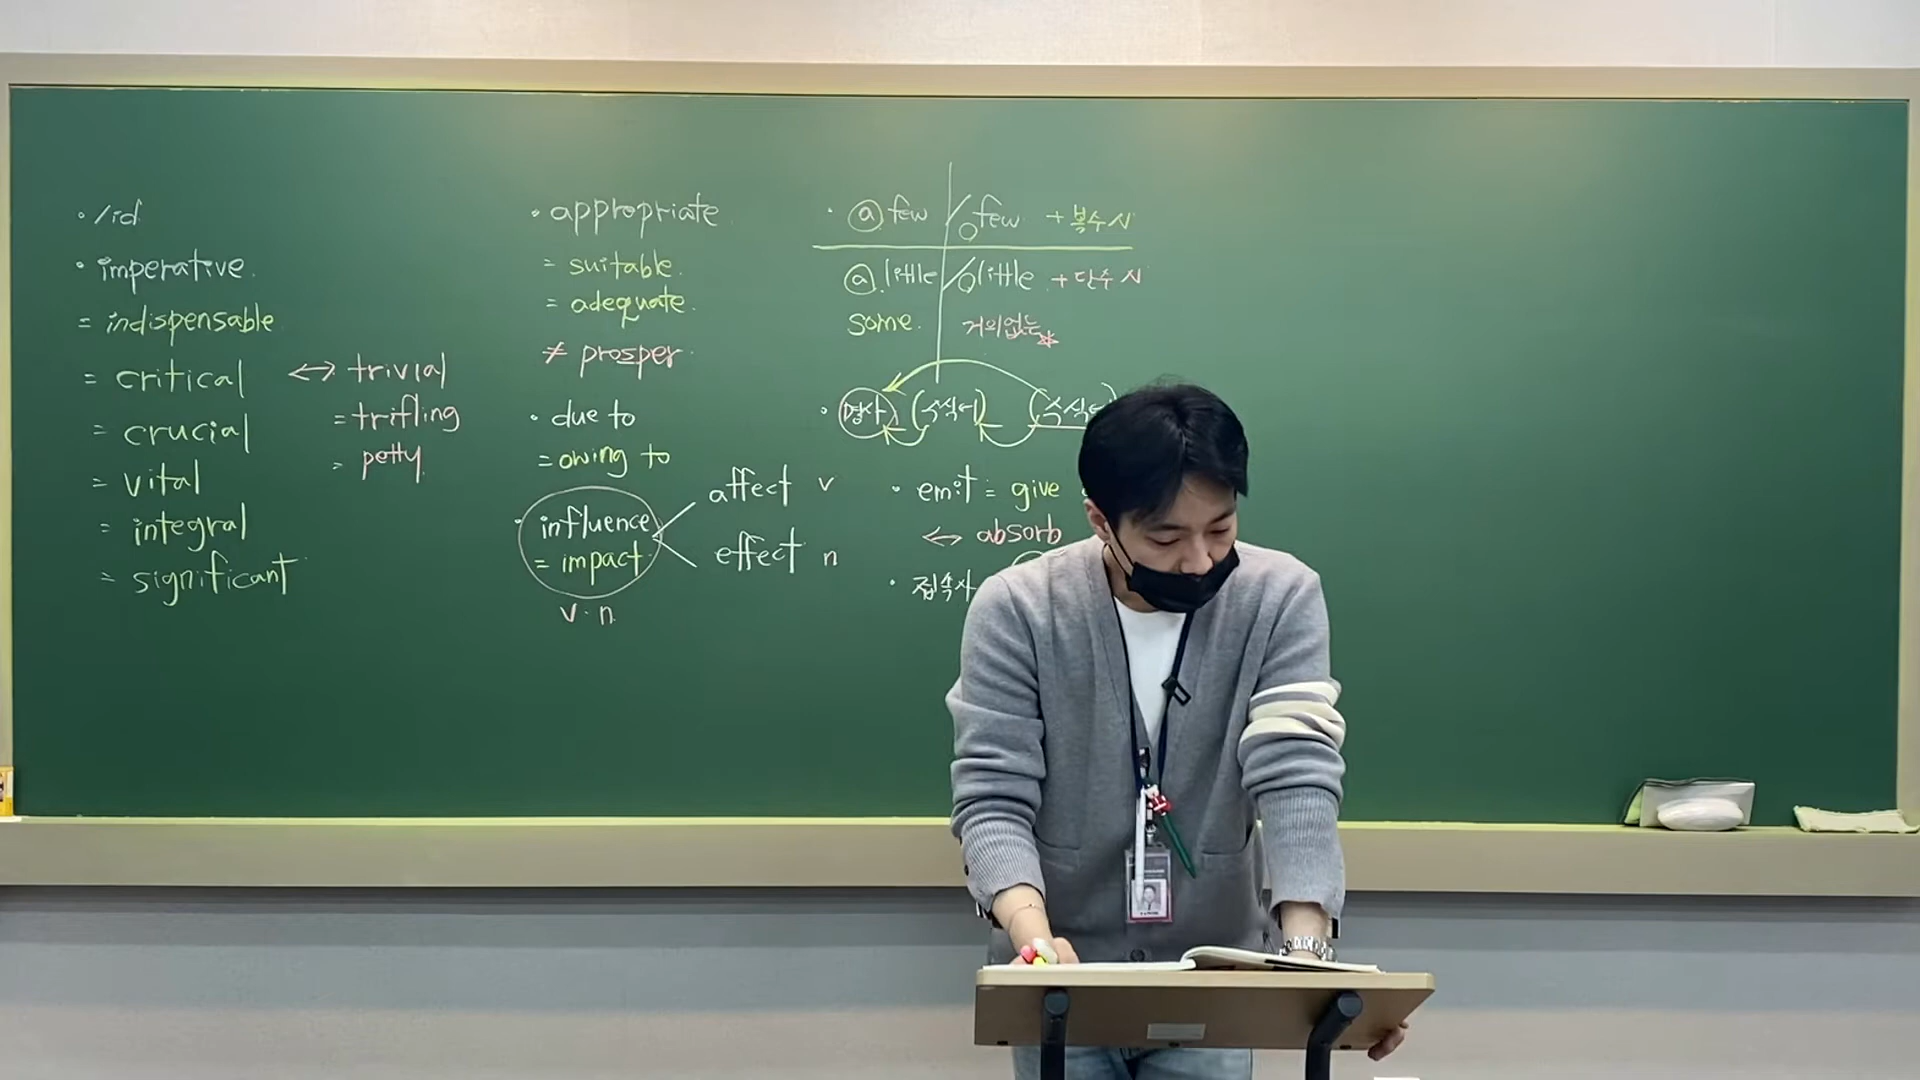 · /id
· imperative.
= indispensable
= critical ↔ trivial
= trifling
= petty
= crucial
= vital
= integral
= significant
· appropriate
= suitable.
= adequate.
≠ prosper
· due to
= owing to
· influence
= impact
v · n
affect v
effect n
· ⓐ few / few + 복수 시
ⓐ little / little + 단수 시
some. 거의없는☆
· 명사 (수식어) (수식어)
· emit = give
↔ absorb
· 접속사